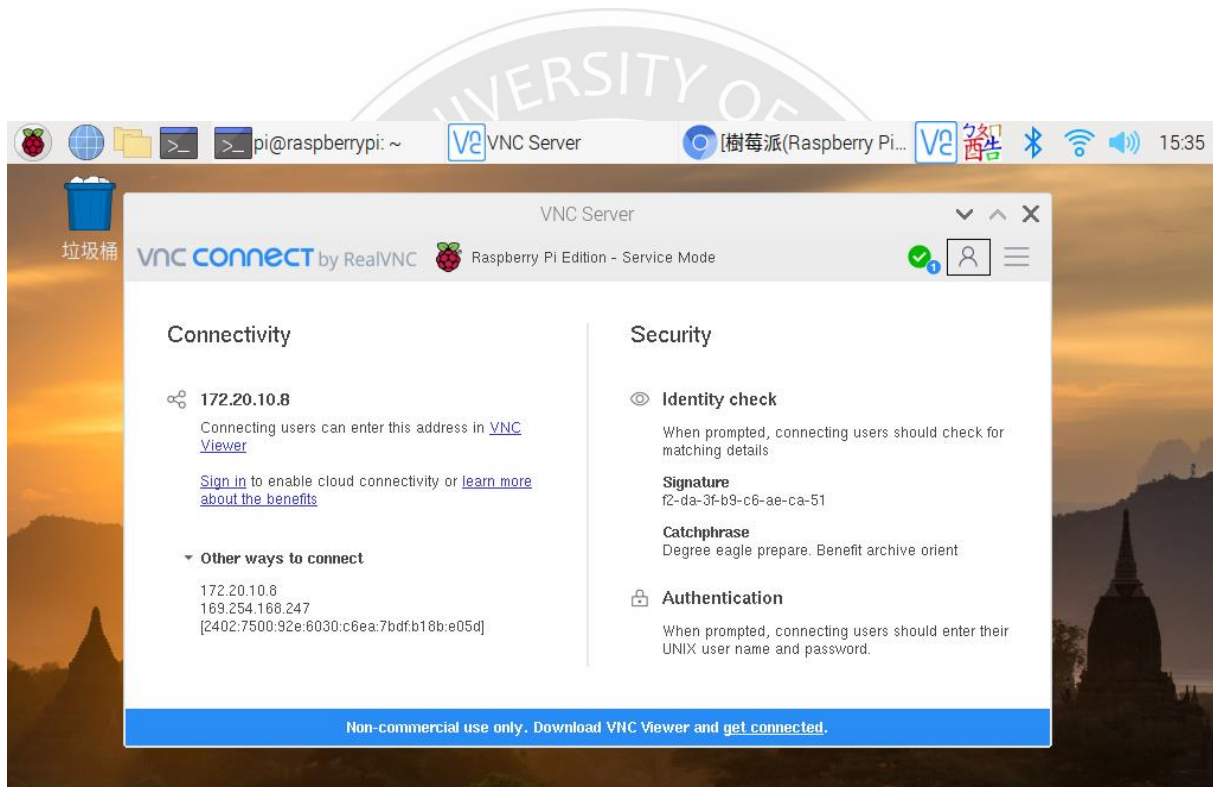 UNIVERSITY OF
pi@raspberrypi: ~
VNC Server
[樹莓派(Raspberry Pi...
15:35
垃圾桶
VNC Server
VNC CONNECT by RealVNC
Raspberry Pi Edition - Service Mode
1
Connectivity
172.20.10.8
Connecting users can enter this address in VNC
Viewer
Sign in to enable cloud connectivity or learn more
about the benefits
Other ways to connect
172.20.10.8
169.254.168.247
[2402:7500:92e:6030:c6ea:7bdf:b18b:e05d]
Security
Identity check
When prompted, connecting users should check for
matching details
Signature
f2-da-3f-b9-c6-ae-ca-51
Catchphrase
Degree eagle prepare. Benefit archive orient
Authentication
When prompted, connecting users should enter their
UNIX user name and password.
Non-commercial use only. Download VNC Viewer and get connected.